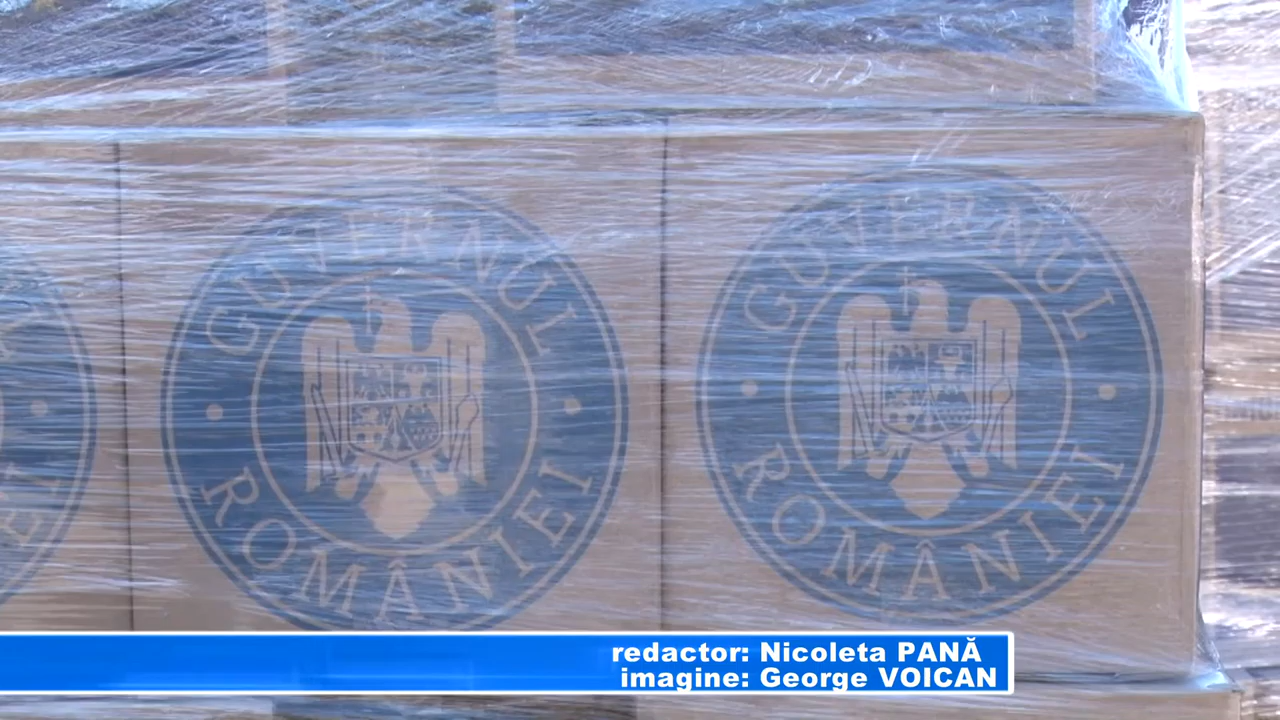 GUVERNUL
ROMÂNIEI
GUVERNUL
ROMÂNIEI
redactor: Nicoleta PANĂ
imagine: George VOICAN